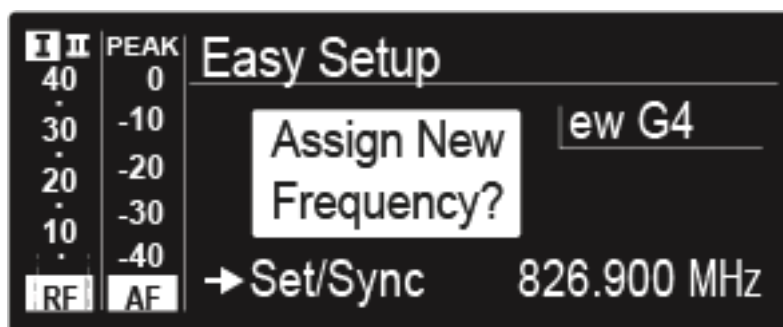 I II PEAK
Easy Setup
40 0
30 -10
20 -20
10 -30
-40
RF AF
ew G4
Assign New
Frequency?
Set/Sync 826.900 MHz